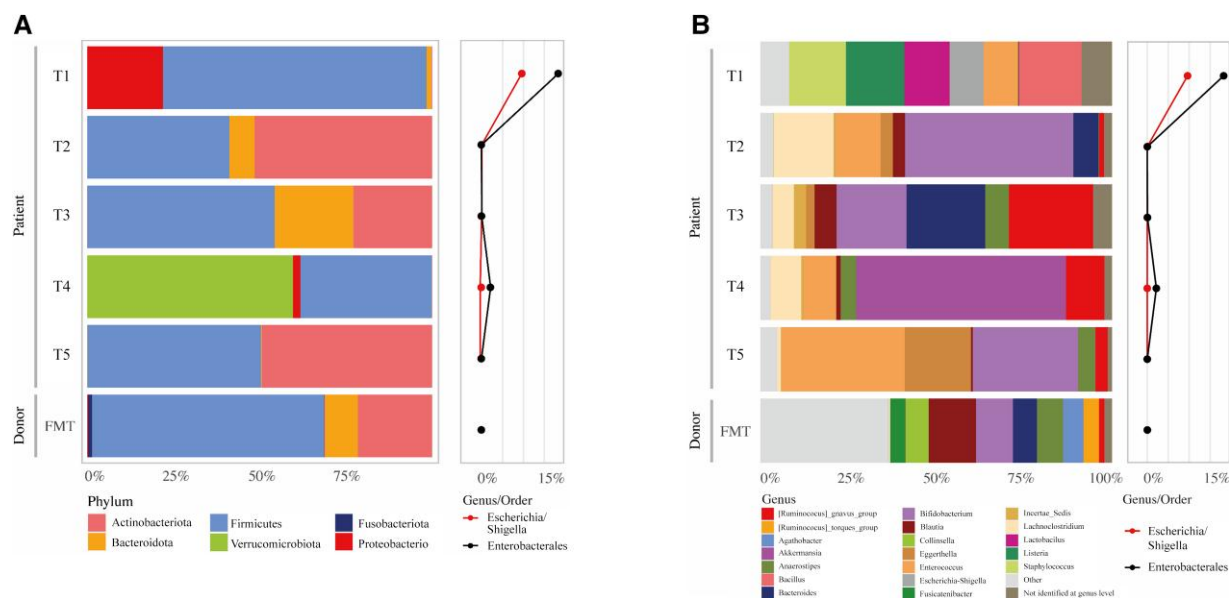 A
Patient
T1
T2
T3
T4
T5
Donor
FMT
0% 25% 50% 75%
0% 15%
Phylum
Actinobacteriota
Bacteroidota
Firmicutes
Verrucomicrobiota
Fusobacteriota
Proteobacterio
Genus/Order
Escherichia/
Shigella
Enterobacterales
B
Patient
T1
T2
T3
T4
T5
Donor
FMT
0% 25% 50% 75% 100%
0% 15%
Genus
[Ruminococus]_gnavus_group
[Ruminococus]_torques_group
Agathobacter
Akkermansia
Anaerostipes
Bacillus
Bacteroides
Bifidobacterium
Blautia
Collinsella
Eggerthella
Enterococcus
Escherichia-Shigella
Fusicatenibacter
Incertae_Sedis
Lachnoclostridium
Lactobacilus
Listeria
Staphylococcus
Other
Not identified at genus level
Genus/Order
Escherichia/
Shigella
Enterobacterales